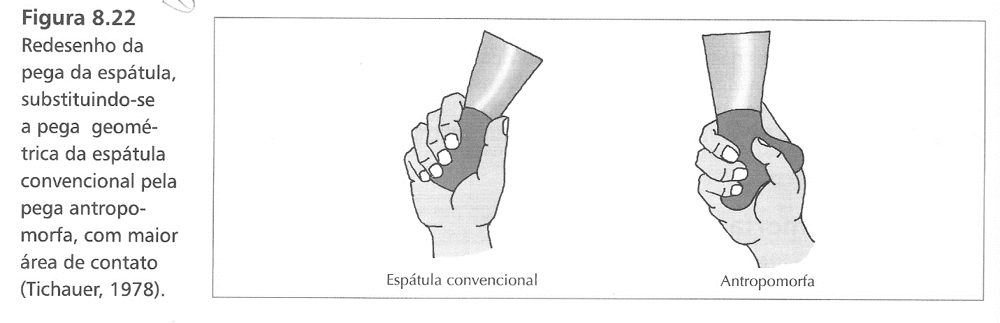 Figura 8.22
Redesenho da
pega da espátula,
substituindo-se
a pega geomé-
trica da espátula
convencional pela
pega antropo-
morfa, com maior
área de contato
(Tichauer, 1978).
Espátula convencional
Antropomorfa